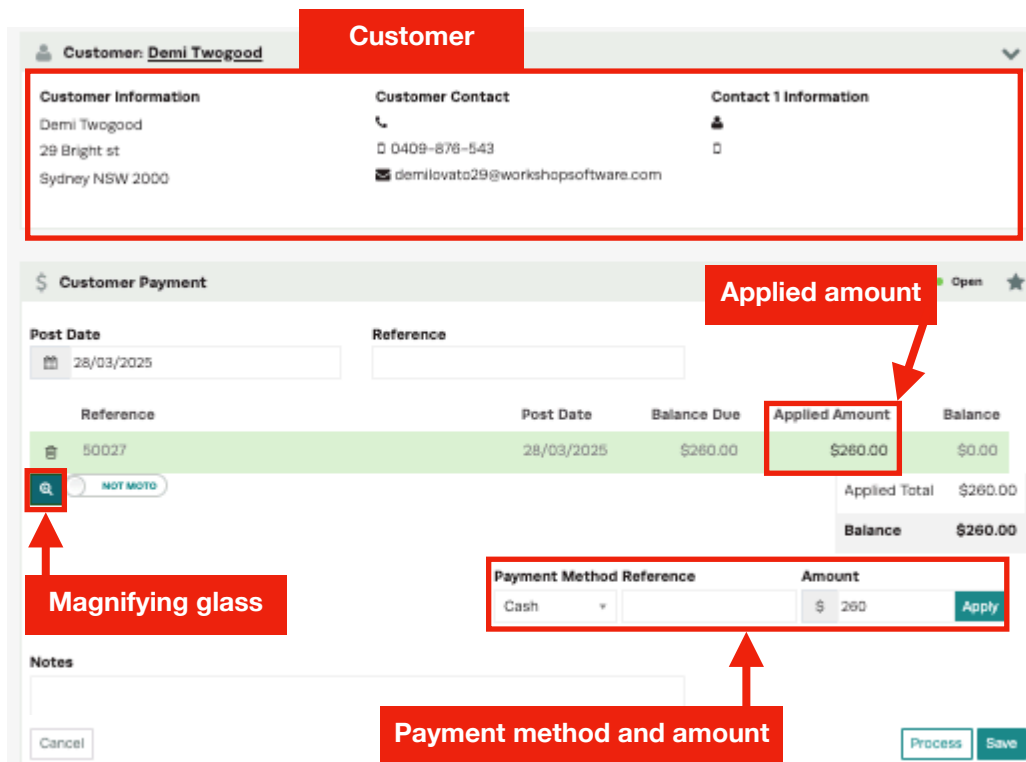 Customer
Customer: Demi Twogood
Customer Information
Customer Contact
Contact 1 Information
Demi Twogood
29 Bright st
0409-876-543
Sydney NSW 2000
demilovato29@workshopsoftware.com
$ Customer Payment
Applied amount
Open
Post Date
Reference
28/03/2025
Reference Post Date Balance Due Applied Amount Balance
50027 28/03/2025 $260.00 $260.00 $0.00
NOT MOTO
Applied Total $260.00
Balance $260.00
Magnifying glass
Payment Method Reference Amount
Cash $ 260 Apply
Notes
Payment method and amount
Cancel Process Save